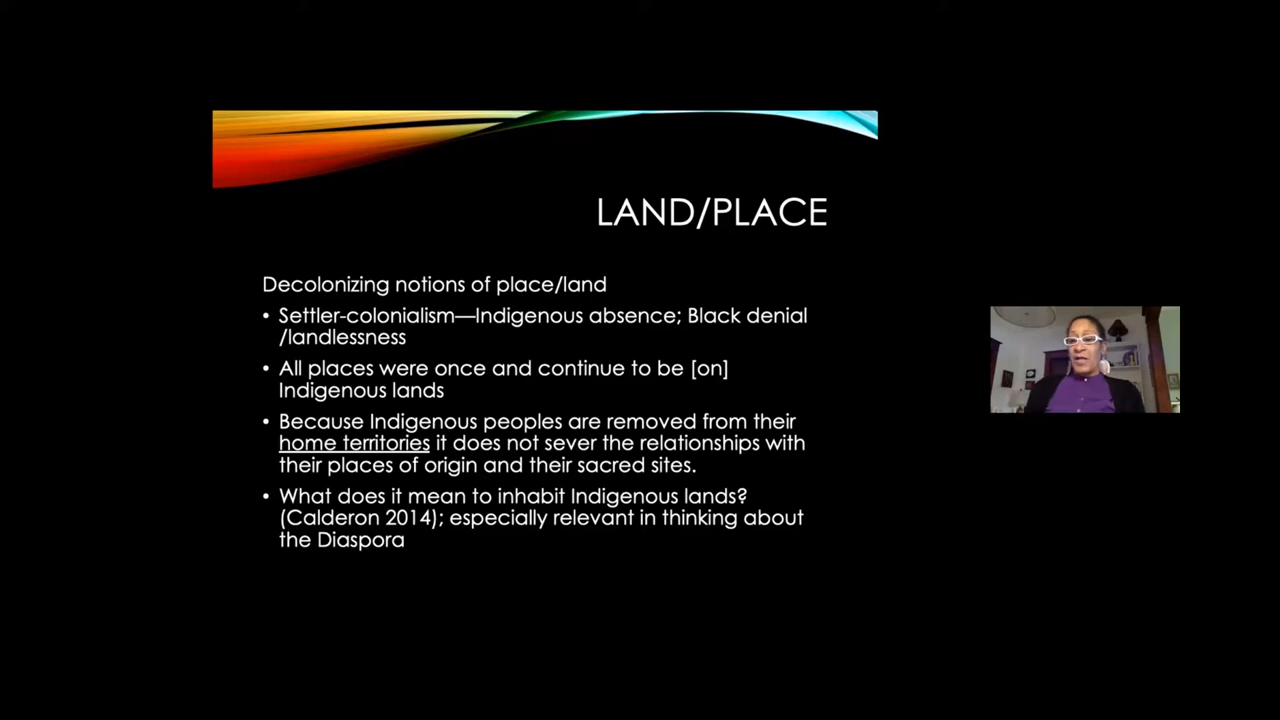 LAND/PLACE
Decolonizing notions of place/land
• Settler-colonialism—Indigenous absence; Black denial
/landlessness
• All places were once and continue to be [on]
Indigenous lands
• Because Indigenous peoples are removed from their
home territories it does not sever the relationships with
their places of origin and their sacred sites.
• What does it mean to inhabit Indigenous lands?
(Calderon 2014); especially relevant in thinking about
the Diaspora